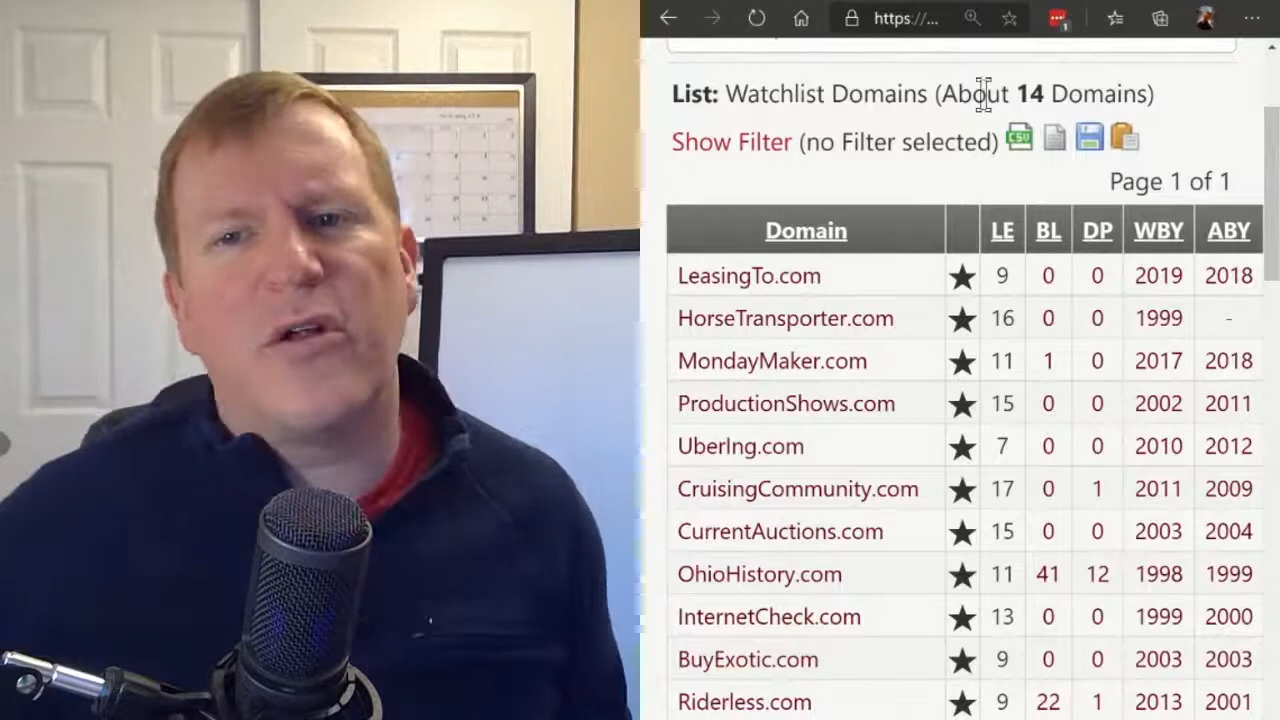 https://...
1
List: Watchlist Domains (About 14 Domains)
Show Filter (no Filter selected) CSV
Page 1 of 1
Domain LE BL DP WBY ABY
LeasingTo.com ★ 9 0 0 2019 2018
HorseTransporter.com ★ 16 0 0 1999 -
MondayMaker.com ★ 11 1 0 2017 2018
ProductionShows.com ★ 15 0 0 2002 2011
UberIng.com ★ 7 0 0 2010 2012
CruisingCommunity.com ★ 17 0 1 2011 2009
CurrentAuctions.com ★ 15 0 0 2003 2004
OhioHistory.com ★ 11 41 12 1998 1999
InternetCheck.com ★ 13 0 0 1999 2000
BuyExotic.com ★ 9 0 0 2003 2003
Riderless.com ★ 9 22 1 2013 2001